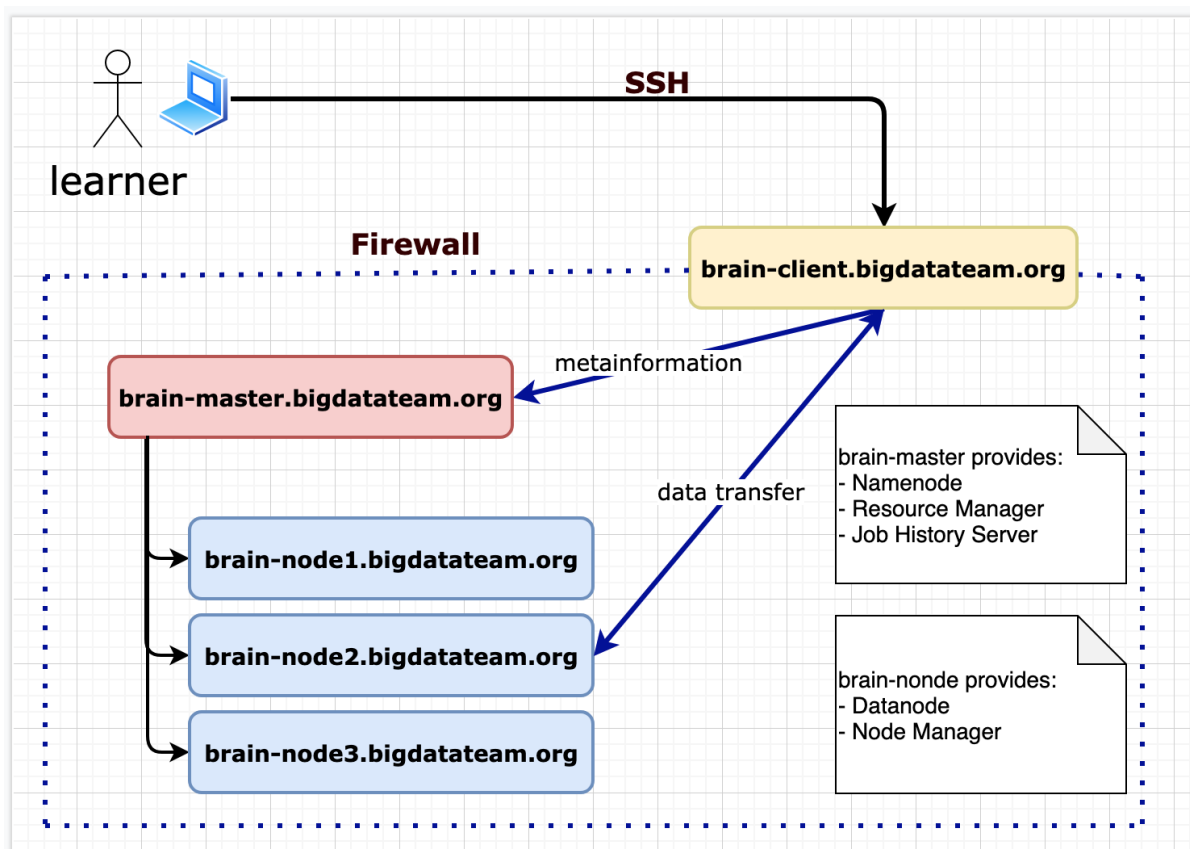 SSH
learner
Firewall
brain-client.bigdatateam.org
metainformation
brain-master.bigdatateam.org
data transfer
brain-master provides:
- Namenode
- Resource Manager
- Job History Server
brain-node1.bigdatateam.org
brain-node2.bigdatateam.org
brain-node3.bigdatateam.org
brain-nonde provides:
- Datanode
- Node Manager